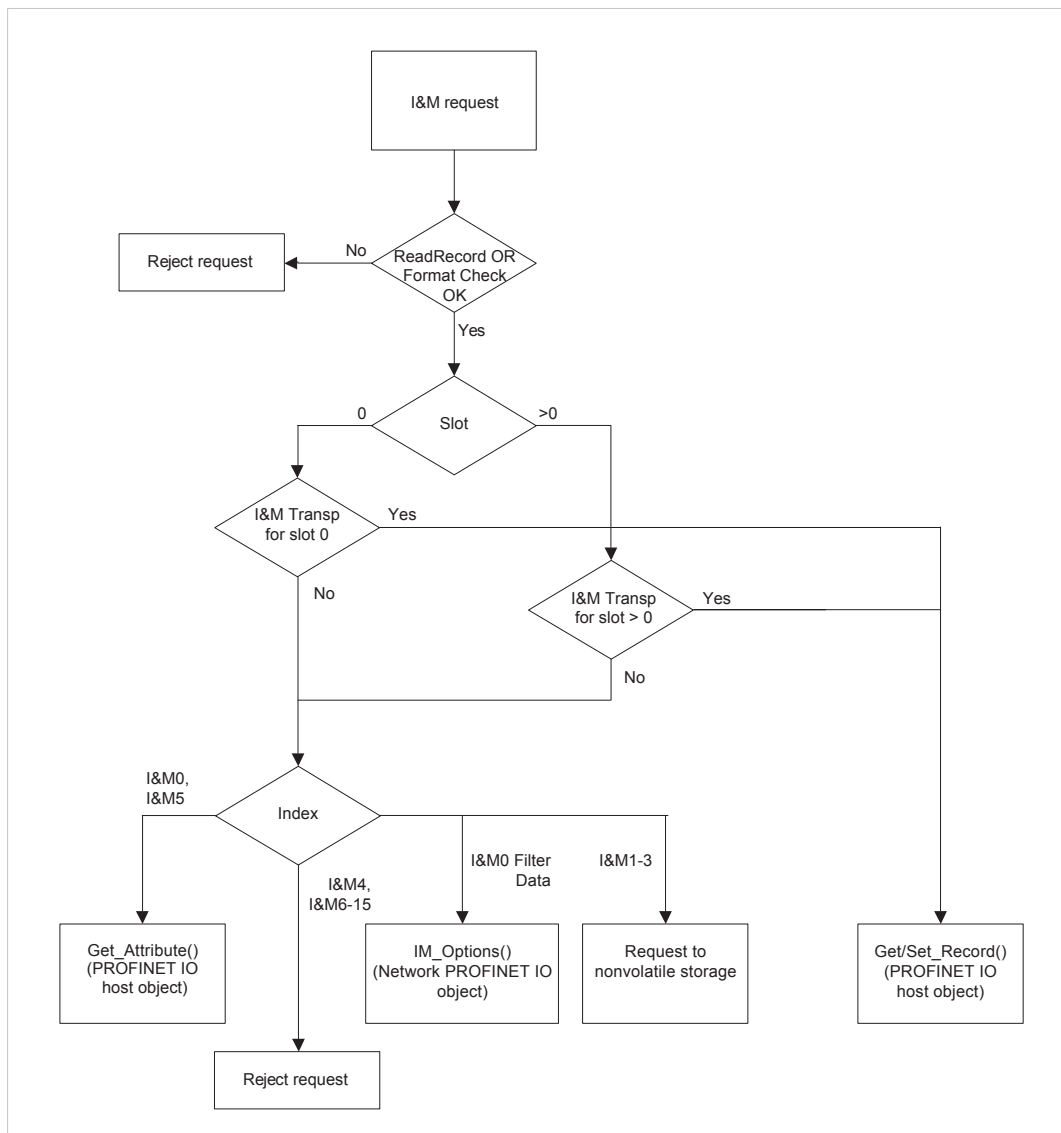 I&M request
No
Reject request
ReadRecord OR
Format Check
OK
Yes
0
>0
Slot
I&M Transp
for slot 0
Yes
No
I&M Transp
for slot > 0
Yes
No
I&M0,
I&M5
Index
I&M4,
I&M6-15
I&M0 Filter
Data
I&M1-3
Get_Attribute()
(PROFINET IO
host object)
IM_Options()
(Network PROFINET IO
object)
Request to
nonvolatile storage
Get/Set_Record()
(PROFINET IO
host object)
Reject request